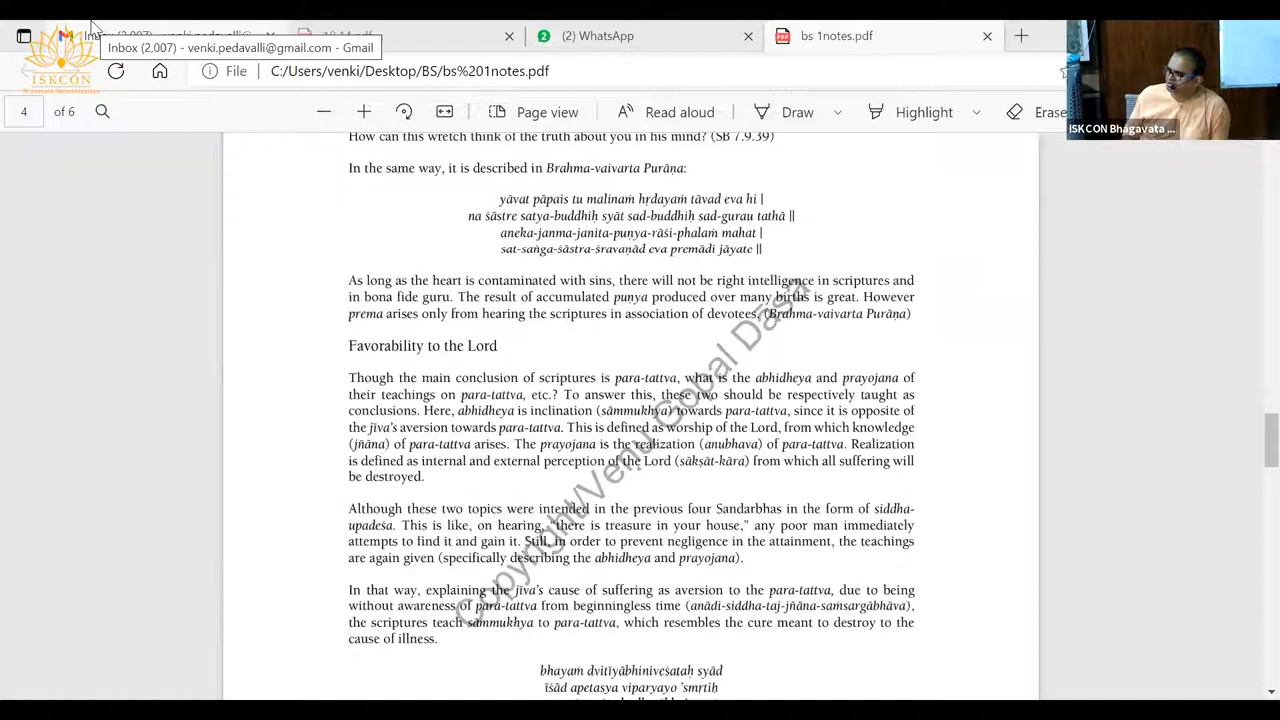 Inbox (2,007) - venki.pedavalli@
2
(2) WhatsApp
bs 1notes.pdf
Inbox (2,007) - venki.pedavalli@gmail.com - Gmail
ISKCON
File
C:/Users/venki/Desktop/BS/bs%201notes.pdf
4
of 6
Page view
Read aloud
Draw
Highlight
Erase
ISKCON Bhagavata ...
How can this wretch think of the truth about you in his mind? (SB 7.9.39)
In the same way, it is described in Brahma-vaivarta Purāṇa:
yāvat pāpais tu malinaṁ hṛdayaṁ tāvad eva hi |
na śāstre satya-buddhiḥ syāt sad-buddhiḥ sad-gurau tathā ||
aneka-janma-janita-puṇya-rāśi-phalaṁ mahat |
sat-saṅga-śāstra-śravaṇād eva premādi jāyate ||
As long as the heart is contaminated with sins, there will not be right intelligence in scriptures and
in bona fide guru. The result of accumulated puṇya produced over many births is great. However
prema arises only from hearing the scriptures in association of devotees. (Brahma-vaivarta Purāṇa)
Favorability to the Lord
Though the main conclusion of scriptures is para-tattva, what is the abhidheya and prayojana of
their teachings on para-tattva, etc.? To answer this, these two should be respectively taught as
conclusions. Here, abhidheya is inclination (sāmmukhya) towards para-tattva, since it is opposite of
the jīva's aversion towards para-tattva. This is defined as worship of the Lord, from which knowledge
(jñāna) of para-tattva arises. The prayojana is the realization (anubhava) of para-tattva. Realization
is defined as internal and external perception of the Lord (sākṣāt-kāra) from which all suffering will
be destroyed.
Although these two topics were intended in the previous four Sandarbhas in the form of siddha-
upadeśa. This is like, on hearing, "there is treasure in your house," any poor man immediately
attempts to find it and gain it. Still, in order to prevent negligence in the attainment, the teachings
are again given (specifically describing the abhidheya and prayojana).
In that way, explaining the jīva's cause of suffering as aversion to the para-tattva, due to being
without awareness of para-tattva from beginningless time (anādi-siddha-taj-jñāna-saṁsargābhāva),
the scriptures teach sāmmukhya to para-tattva, which resembles the cure meant to destroy to the
cause of illness.
bhayaṁ dvitīyābhiniveśataḥ syād
īśād apetasya viparyayo 'smṛtiḥ
Copyright/Veṇu Gopal Dāsa